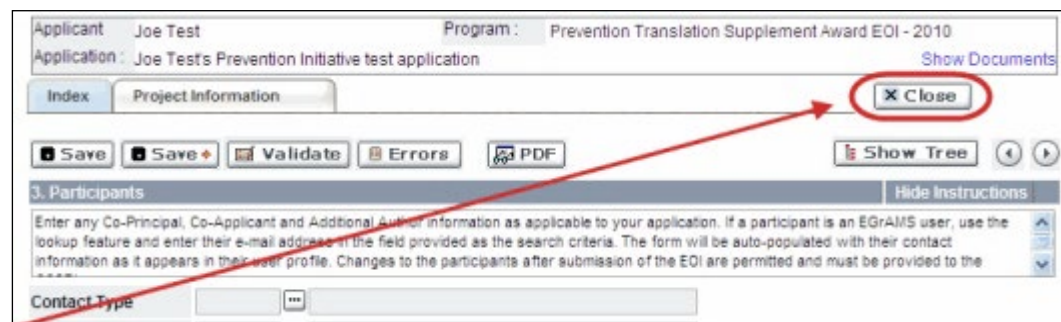 Applicant Joe Test Program : Prevention Translation Supplement Award EOI - 2010
Application : Joe Test's Prevention Initiative test application Show Documents
Index Project Information Close
Save Save Validate Errors PDF Show Tree
3. Participants Hide Instructions
Enter any Co-Principal, Co-Applicant and Additional Author information as applicable to your application. If a participant is an EGrAMS user, use the
lookup feature and enter their e-mail address in the field provided as the search criteria. The form will be auto-populated with their contact
information as it appears in their user profile. Changes to the participants after submission of the EOI are permitted and must be provided to the
Contact Type